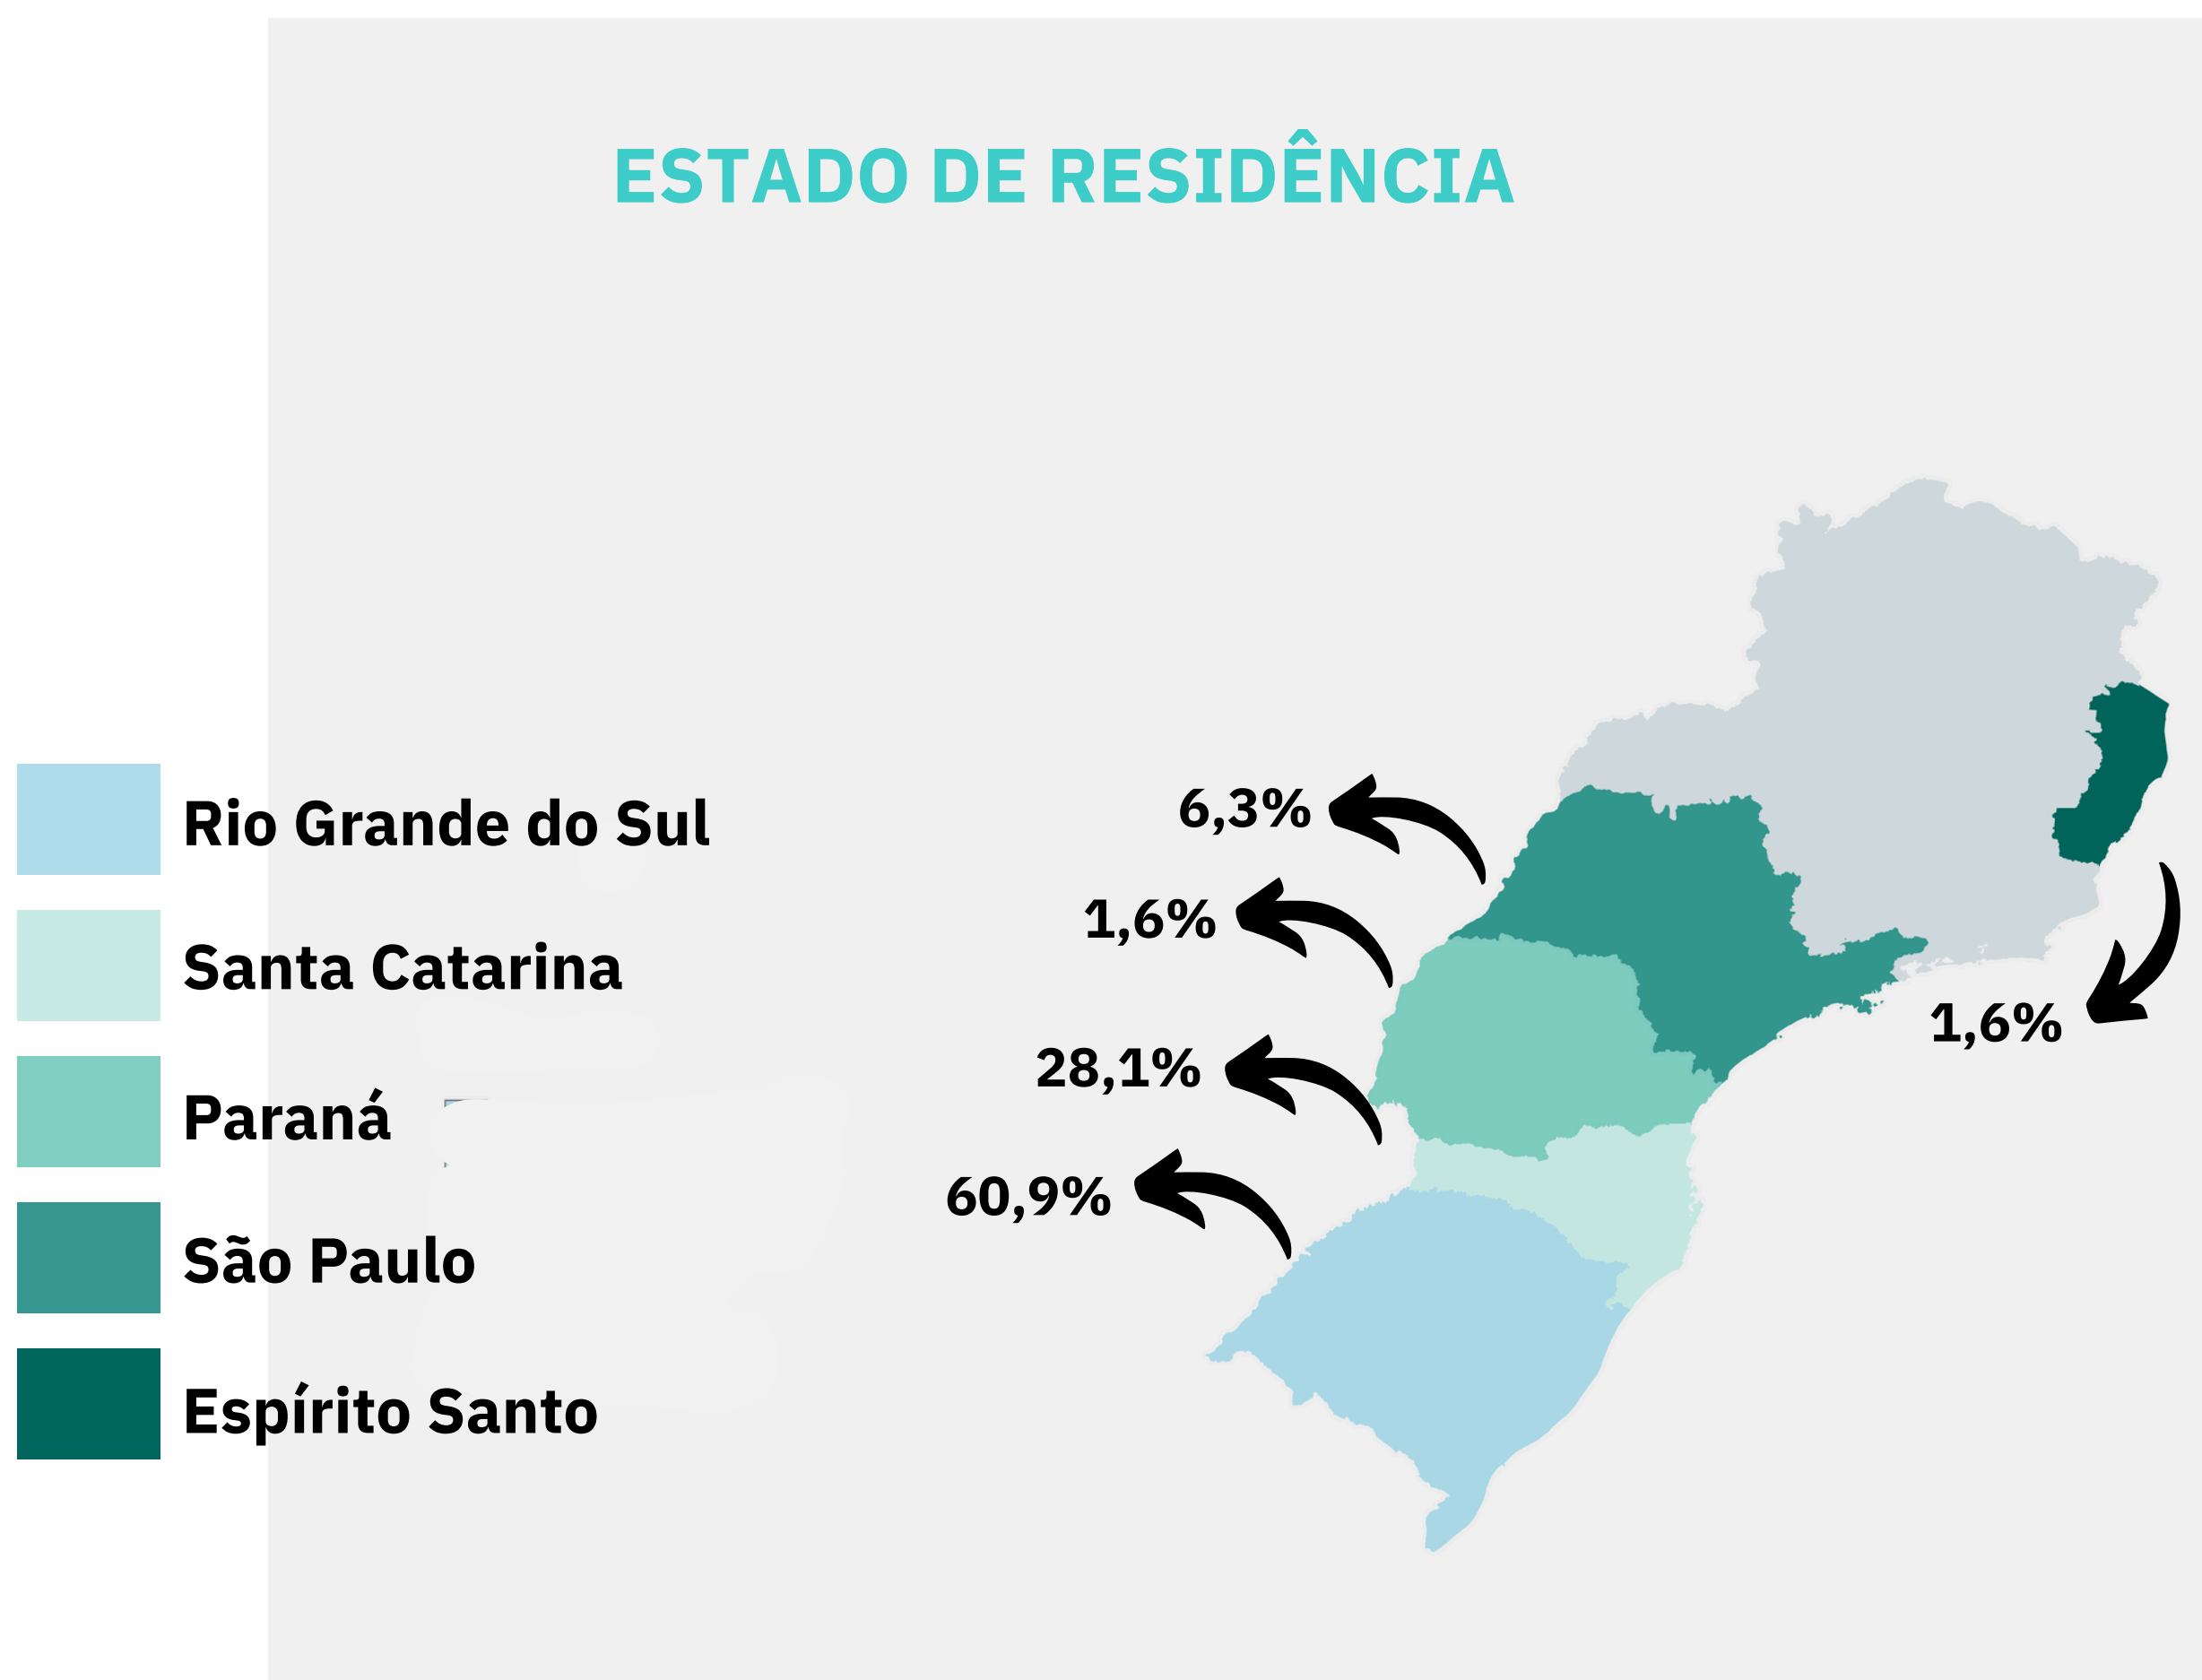 ESTADO DE RESIDÊNCIA
Rio Grande do Sul
Santa Catarina
Paraná
São Paulo
Espírito Santo
6,3%
1,6%
28,1%
60,9%
1,6%